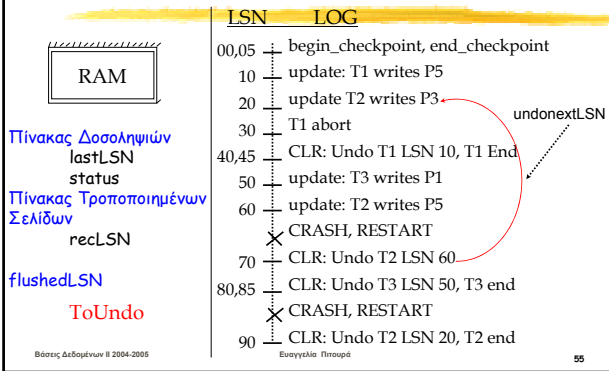 LSN LOG
RAM
Πίνακας Δοσοληψιών
lastLSN
status
Πίνακας Τροποποιημένων
Σελίδων
recLSN
flushedLSN
ToUndo
00,05 begin_checkpoint, end_checkpoint
10 update: T1 writes P5
20 update T2 writes P3
30 T1 abort
40,45 CLR: Undo T1 LSN 10, T1 End
50 update: T3 writes P1
60 update: T2 writes P5
CRASH, RESTART
70 CLR: Undo T2 LSN 60
80,85 CLR: Undo T3 LSN 50, T3 end
CRASH, RESTART
90 CLR: Undo T2 LSN 20, T2 end
undonextLSN
Βάσεις Δεδομένων II 2004-2005 Ευαγγελία Πιτουρά 55